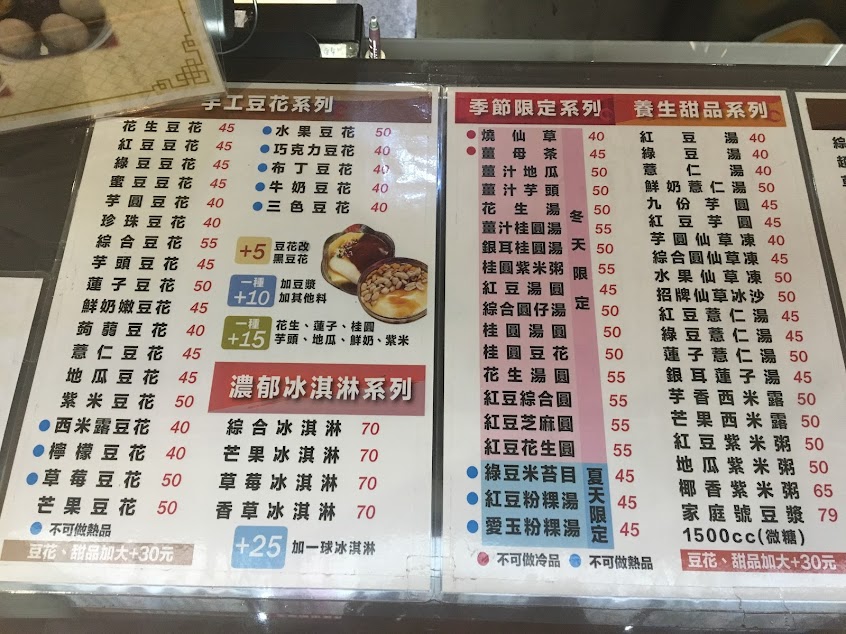 手工豆花系列
花生豆花 45
紅豆豆花 45
綠豆豆花 45
蜜豆豆花 45
芋圓豆花 40
珍珠豆花 40
綜合豆花 55
芋頭豆花 45
蓮子豆花 50
鮮奶嫩豆花 45
蒟蒻豆花 40
薏仁豆花 45
地瓜豆花 45
紫米豆花 50
西米露豆花 40
檸檬豆花 40
草莓豆花 50
芒果豆花 50
不可做熱品
豆花、甜品加大+30元
水果豆花 50
巧克力豆花 40
布丁豆花 40
牛奶豆花 40
三色豆花 40
+5 豆花改
黑豆花
一種
+10 加豆漿
加其他料
一種
+15 花生、蓮子、桂圓
芋頭、地瓜、鮮奶、紫米
濃郁冰淇淋系列
綜合冰淇淋 70
芒果冰淇淋 70
草莓冰淇淋 70
香草冰淇淋 70
+25 加一球冰淇淋
季節限定系列
燒仙草 40
薑母茶 45
薑汁地瓜 50
薑汁芋頭 50
花生湯 50
薑汁桂圓湯 55
銀耳桂圓湯 50
桂圓紫米粥 55
紅豆湯圓 50
綜合圓仔湯 50
桂圓湯圓 50
桂圓豆花 50
花生湯圓 55
紅豆綜合圓 55
紅豆芝麻圓 55
紅豆花生圓 55
冬天限定
綠豆米苔目 45
紅豆粉粿湯 45
愛玉粉粿湯 45
夏天限定
不可做冷品 不可做熱品
養生甜品系列
紅豆湯 40
綠豆湯 40
薏仁湯 40
鮮奶薏仁湯 50
九份芋圓 45
紅豆芋圓 45
芋圓仙草凍 40
綜合圓仙草凍 45
水果仙草凍 50
招牌仙草冰沙 50
紅豆薏仁湯 45
綠豆薏仁湯 45
蓮子薏仁湯 50
銀耳蓮子湯 45
芋香西米露 50
芒果西米露 50
紅豆紫米粥 50
地瓜紫米粥 50
椰香紫米粥 65
家庭號豆漿 79
1500cc(微糖)
豆花、甜品加大+30元